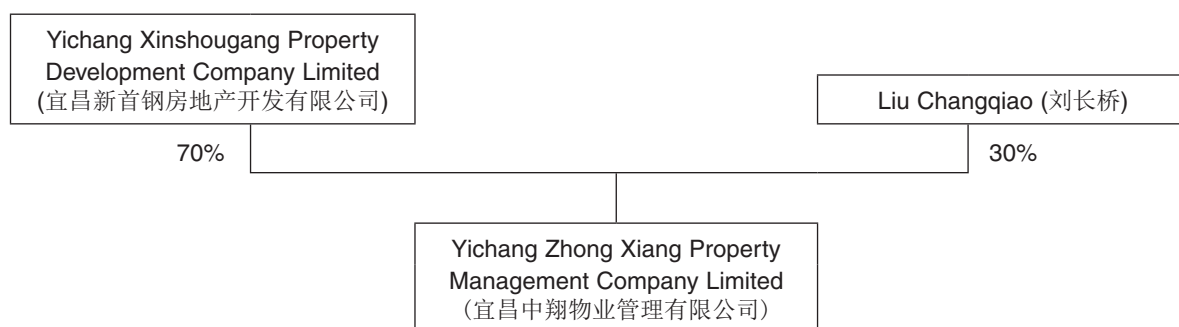 Yichang Xinshougang Property
Development Company Limited
(宜昌新首钢房地产开发有限公司)
Liu Changqiao (刘长桥)
70%
30%
Yichang Zhong Xiang Property
Management Company Limited
(宜昌中翔物业管理有限公司)